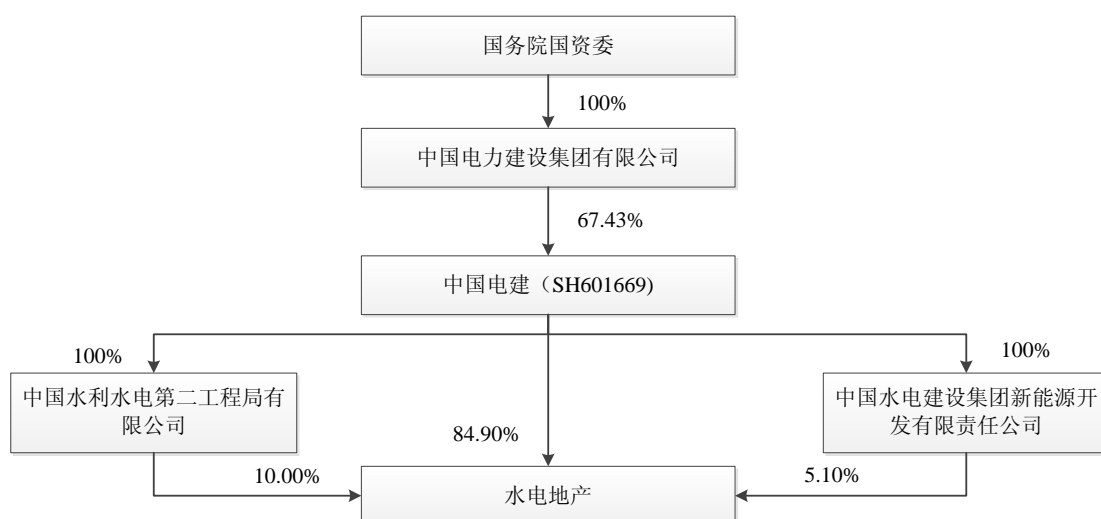 国务院国资委
100%
中国电力建设集团有限公司
67.43%
中国电建（SH601669)
100%
100%
中国水利水电第二工程局有
限公司
中国水电建设集团新能源开
发有限责任公司
84.90%
10.00%
5.10%
水电地产